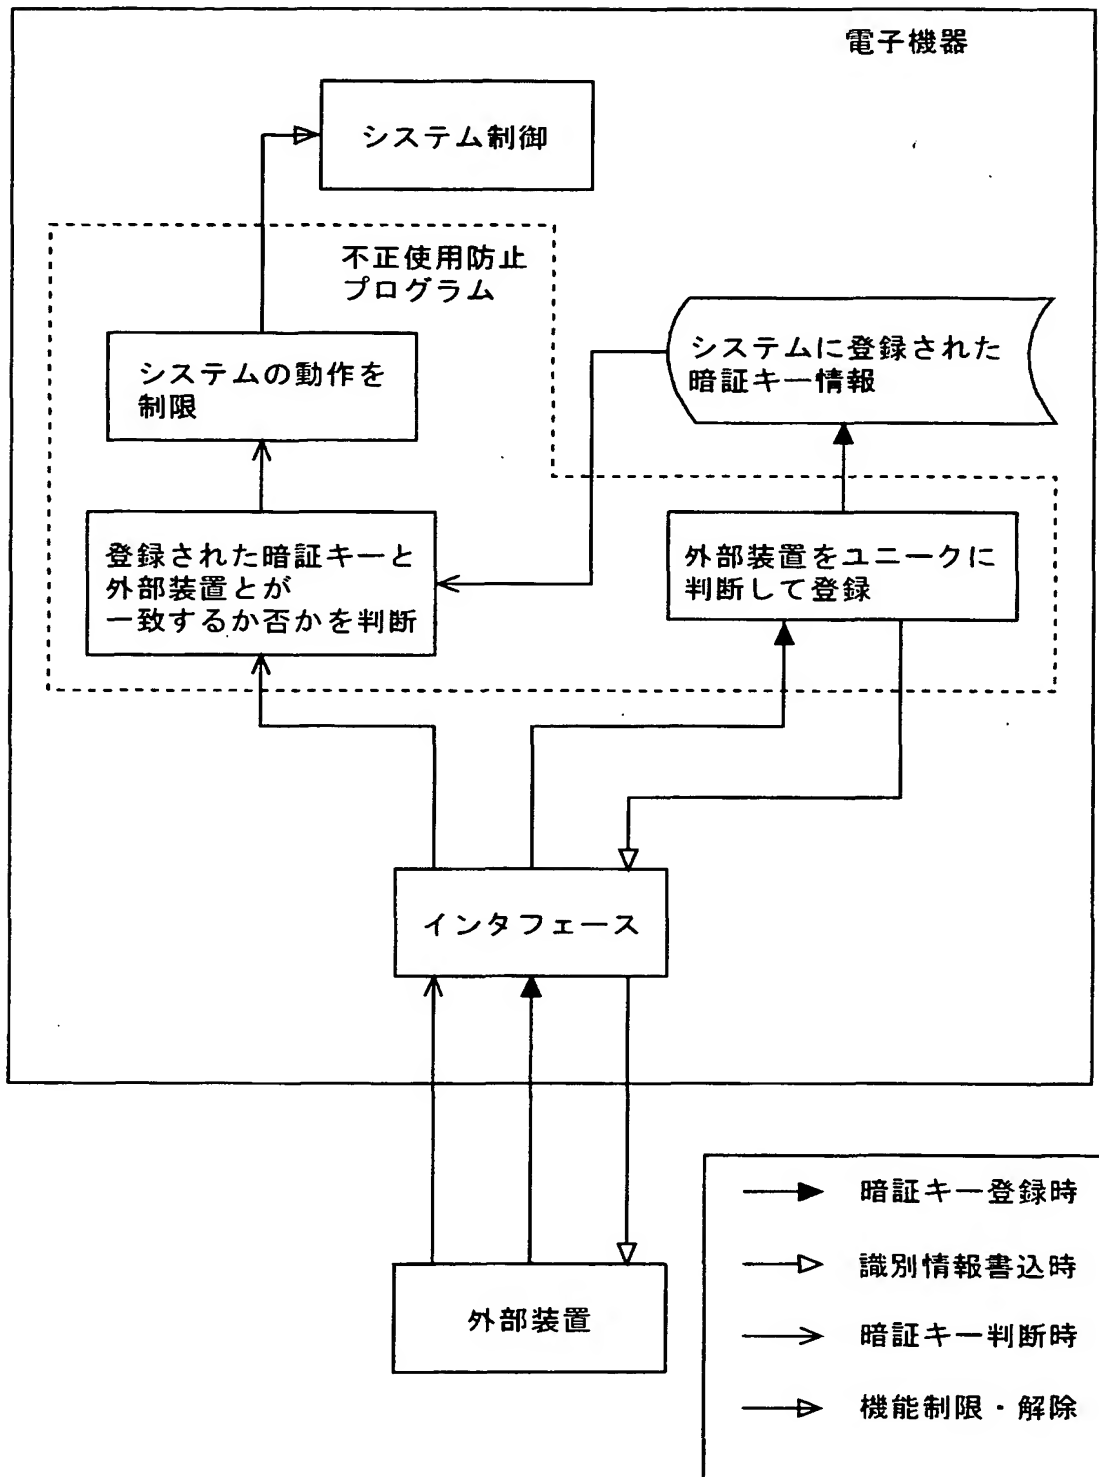 電子機器
システム制御
不正使用防止
プログラム
システムの動作を
制限
システムに登録された
暗証キー情報
登録された暗証キーと
外部装置とが
一致するか否かを判断
外部装置をユニークに
判断して登録
インタフェース
外部装置
暗証キー登録時
識別情報書込時
暗証キー判断時
機能制限・解除